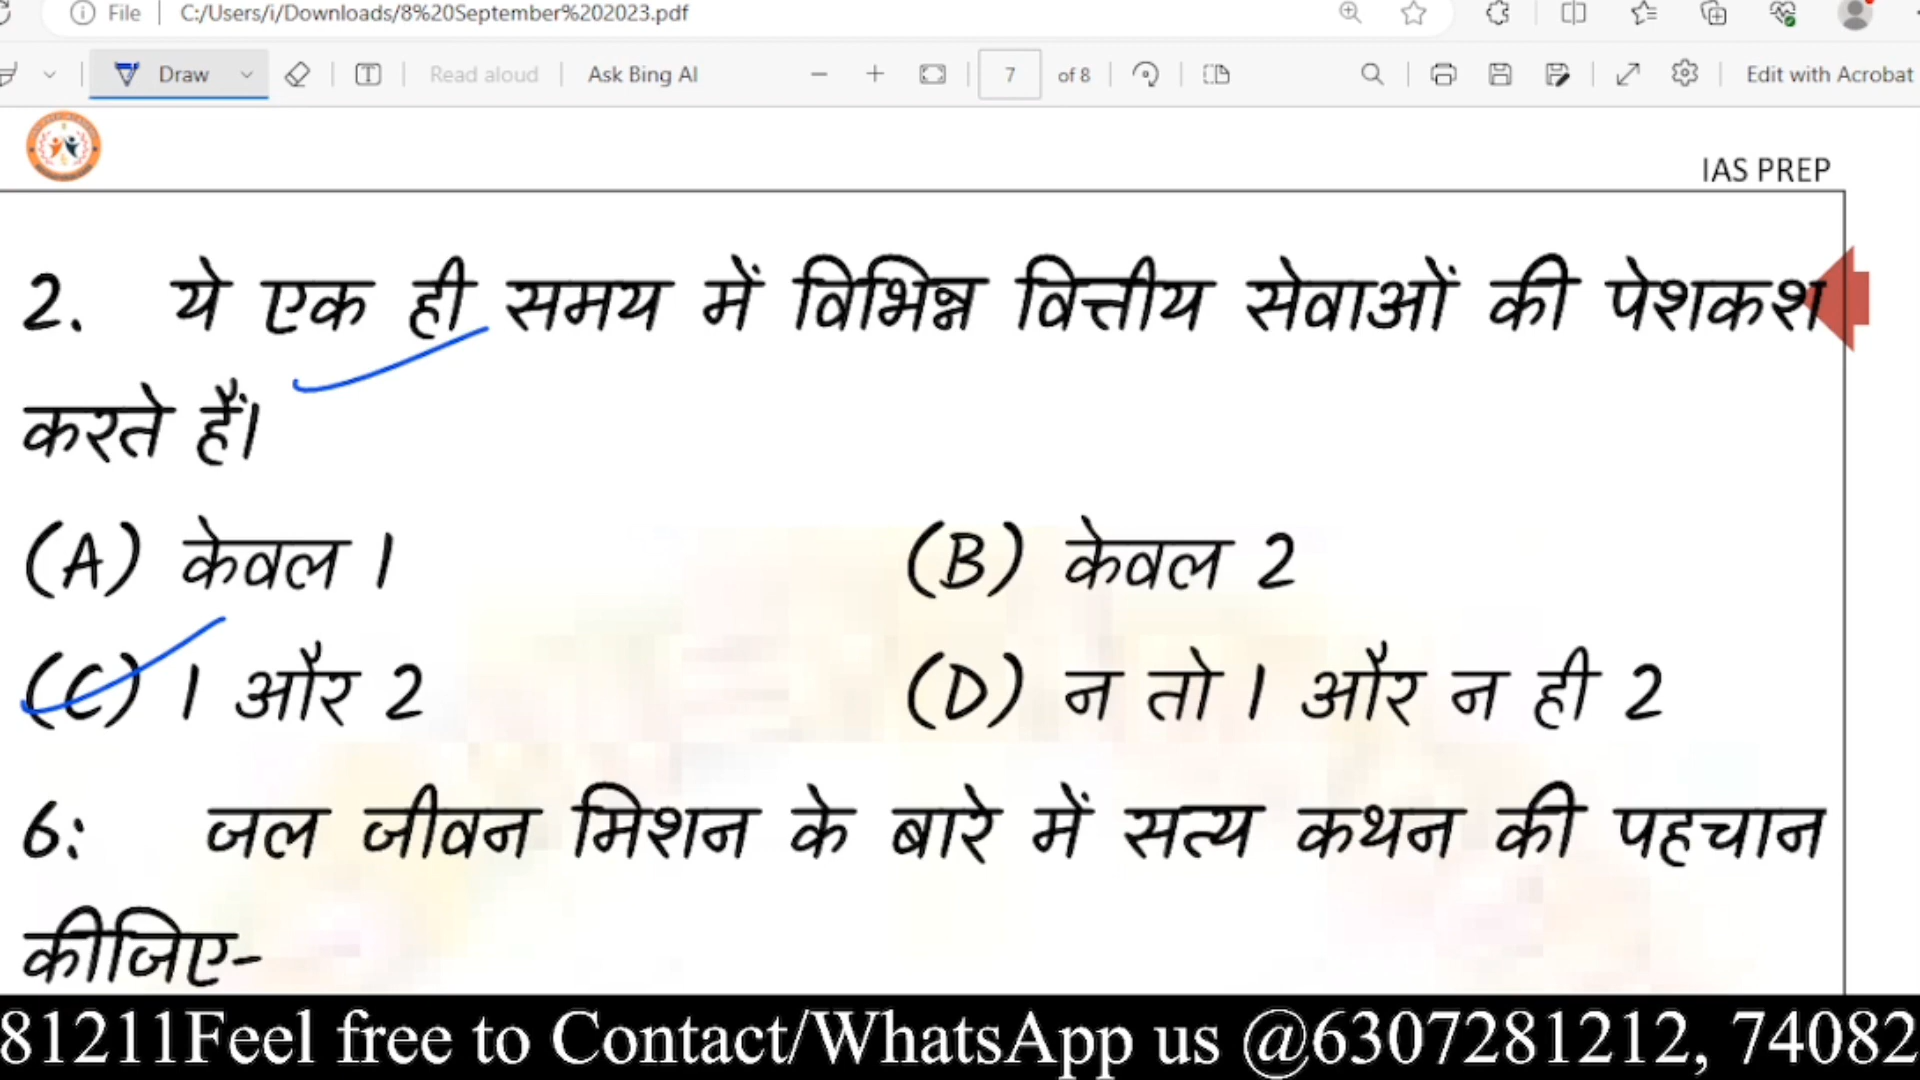 File C:/Users/i/Downloads/8%20September%202023.pdf
Draw Read aloud Ask Bing AI 7 of 8 Edit with Acrobat
IAS PREP
2. ये एक ही समय में विभिन्न वित्तीय सेवाओं की पेशकश
करते हैं।
(A) केवल 1 (B) केवल 2
(C) 1 और 2 (D) न तो 1 और न ही 2
6: जल जीवन मिशन के बारे में सत्य कथन की पहचान
कीजिए-
81211Feel free to Contact/WhatsApp us @6307281212, 74082